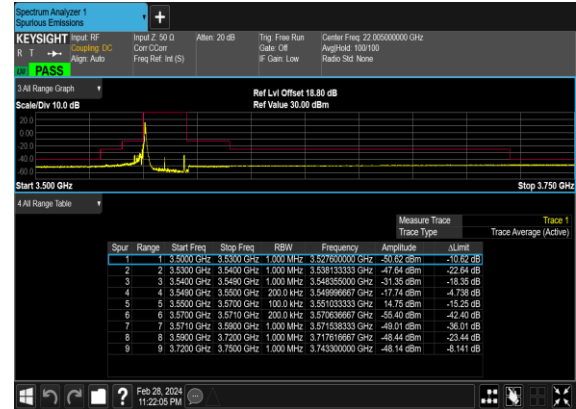 Spectrum Analyzer 1
Spurious Emissions
+
KEYSIGHT Input: RF Input Z: 50 Ω Atten: 20 dB Trig: Free Run Center Freq: 22.005000000 GHz
R T Coupling: DC Corr CCorr Gate: Off Avg|Hold: 100/100
Align: Auto Freq Ref: Int (S) IF Gain: Low Radio Std: None
LU PASS
3 All Range Graph
Ref Lvl Offset 18.80 dB
Scale/Div 10.0 dB Ref Value 30.00 dBm
20.0
0.00
-20.0
-40.0
-60.0
Start 3.500 GHz Stop 3.750 GHz
4 All Range Table
Measure Trace Trace 1
Trace Type Trace Average (Active)
Spur Range Start Freq Stop Freq RBW Frequency Amplitude ΔLimit
1 1 3.5000 GHz 3.5300 GHz 1.000 MHz 3.527600000 GHz -50.62 dBm -10.62 dB
2 2 3.5300 GHz 3.5400 GHz 1.000 MHz 3.538133333 GHz -47.64 dBm -22.64 dB
3 3 3.5400 GHz 3.5490 GHz 1.000 MHz 3.548355000 GHz -31.35 dBm -18.35 dB
4 4 3.5490 GHz 3.5500 GHz 200.0 kHz 3.549996667 GHz -17.74 dBm -4.738 dB
5 5 3.5500 GHz 3.5700 GHz 100.0 kHz 3.551033333 GHz 14.75 dBm -15.25 dB
6 6 3.5700 GHz 3.5710 GHz 200.0 kHz 3.570636667 GHz -55.40 dBm -42.40 dB
7 7 3.5710 GHz 3.5900 GHz 1.000 MHz 3.571538333 GHz -49.01 dBm -36.01 dB
8 8 3.5900 GHz 3.7200 GHz 1.000 MHz 3.717616667 GHz -48.44 dBm -23.44 dB
9 9 3.7200 GHz 3.7500 GHz 1.000 MHz 3.743300000 GHz -48.14 dBm -8.141 dB
? Feb 28, 2024
11:22:05 PM